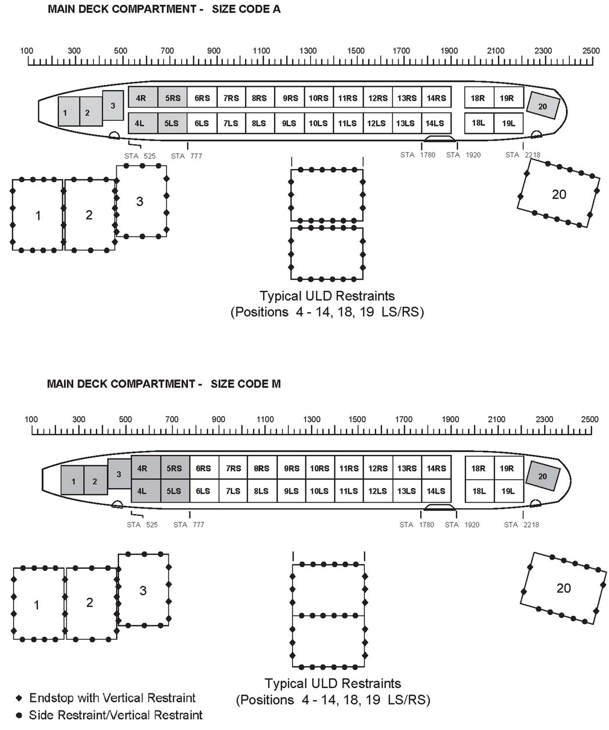 MAIN DECK COMPARTMENT - SIZE CODE A
100 300 500 700 900 1100 1300 1500 1700 1900 2100 2300 2500
4R 5RS 6RS 7RS 8RS 9RS 10RS 11RS 12RS 13RS 14RS 18R 19R
1 2 3 20
4L 5LS 6LS 7LS 8LS 9LS 10LS 11LS 12LS 13LS 14LS 18L 19L
STA 525 STA 777 STA 1780 STA 1920 STA 2218
1 2 3 20
Typical ULD Restraints
(Positions 4 - 14, 18, 19 LS/RS)
MAIN DECK COMPARTMENT - SIZE CODE M
100 300 500 700 900 1100 1300 1500 1700 1900 2100 2300 2500
4R 5RS 6RS 7RS 8RS 9RS 10RS 11RS 12RS 13RS 14RS 18R 19R
1 2 3 20
4L 5LS 6LS 7LS 8LS 9LS 10LS 11LS 12LS 13LS 14LS 18L 19L
STA 525 STA 777 STA 1780 STA 1920 STA 2218
1 2 3 20
Typical ULD Restraints
(Positions 4 - 14, 18, 19 LS/RS)
Endstop with Vertical Restraint
Side Restraint/Vertical Restraint